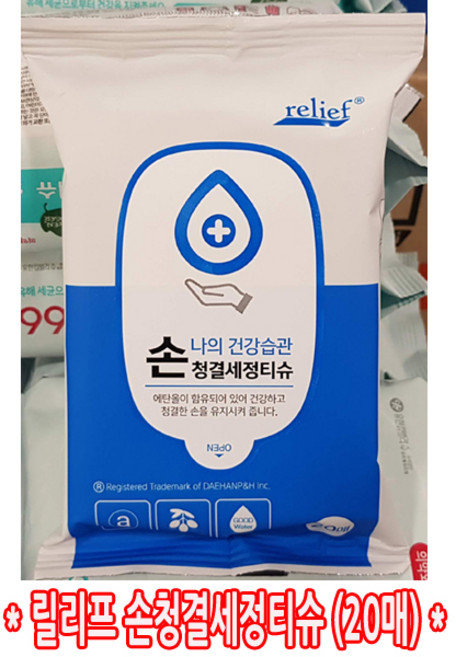 relief®
손
나의 건강습관
청결세정티슈
에탄올이 함유되어 있어 건강하고
청결한 손을 유지시켜 줍니다.
OPEN
® Registered Trademark of DAEHANP&H Inc.
a
GOOD
Water
99
* 릴리프 손청결세정티슈 (20매) *